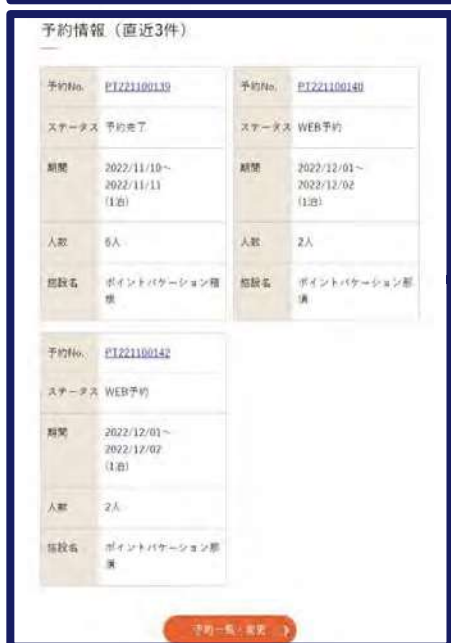 予約情報（直近3件）
予約No. PT221100139
ステータス 予約完了
期間 2022/11/10～
2022/11/11
(1泊)
人数 6人
施設名 ポイントバケーション箱
根
予約No. PT221100140
ステータス WEB予約
期間 2022/12/01～
2022/12/02
(1泊)
人数 2人
施設名 ポイントバケーション那
須
予約No. PT221100142
ステータス WEB予約
期間 2022/12/01～
2022/12/02
(1泊)
人数 2人
施設名 ポイントバケーション那
須
予約一覧・変更